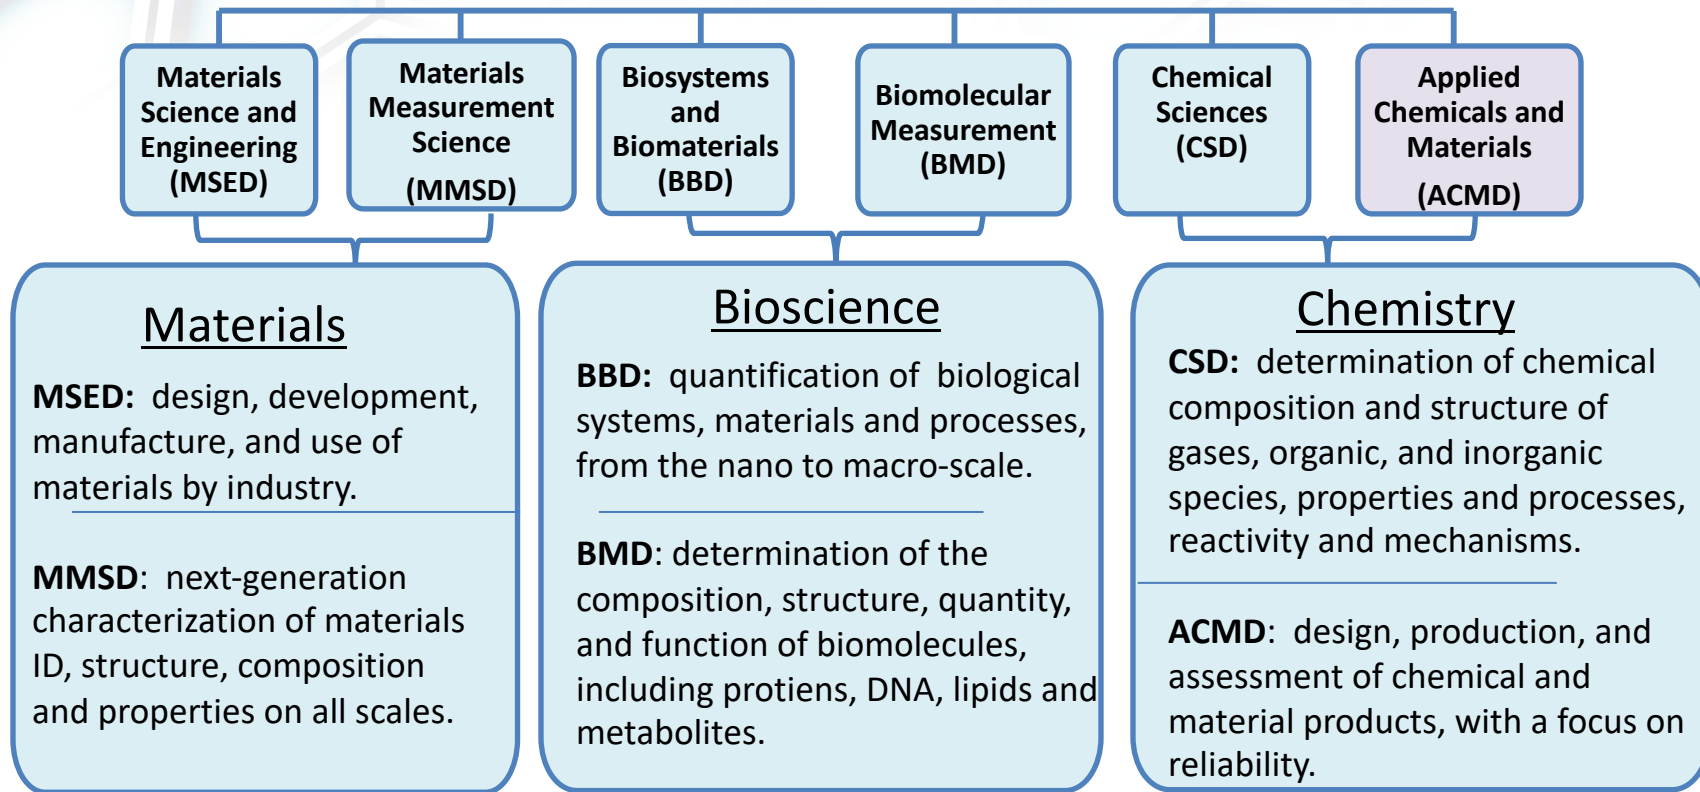 Materials
Science and
Engineering
(MSED)
Materials
Measurement
Science
(MMSD)
Biosystems
and
Biomaterials
(BBD)
Biomolecular
Measurement
(BMD)
Chemical
Sciences
(CSD)
Applied
Chemicals and
Materials
(ACMD)
Materials
MSED: design, development,
manufacture, and use of
materials by industry.
MMSD: next-generation
characterization of materials
ID, structure, composition
and properties on all scales.
Bioscience
BBD: quantification of biological
systems, materials and processes,
from the nano to macro-scale.
BMD: determination of the
composition, structure, quantity,
and function of biomolecules,
including protiens, DNA, lipids and
metabolites.
Chemistry
CSD: determination of chemical
composition and structure of
gases, organic, and inorganic
species, properties and processes,
reactivity and mechanisms.
ACMD: design, production, and
assessment of chemical and
material products, with a focus on
reliability.